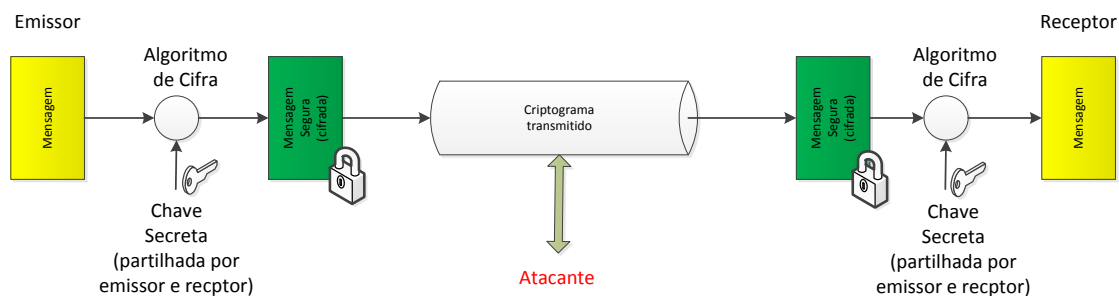 Emissor
Mensagem
Algoritmo
de Cifra
Chave
Secreta
(partilhada por
emissor e recptor)
Mensagem
Segura
(cifrada)
Criptograma
transmitido
Atacante
Mensagem
Segura
(cifrada)
Algoritmo
de Cifra
Chave
Secreta
(partilhada por
emissor e recptor)
Receptor
Mensagem